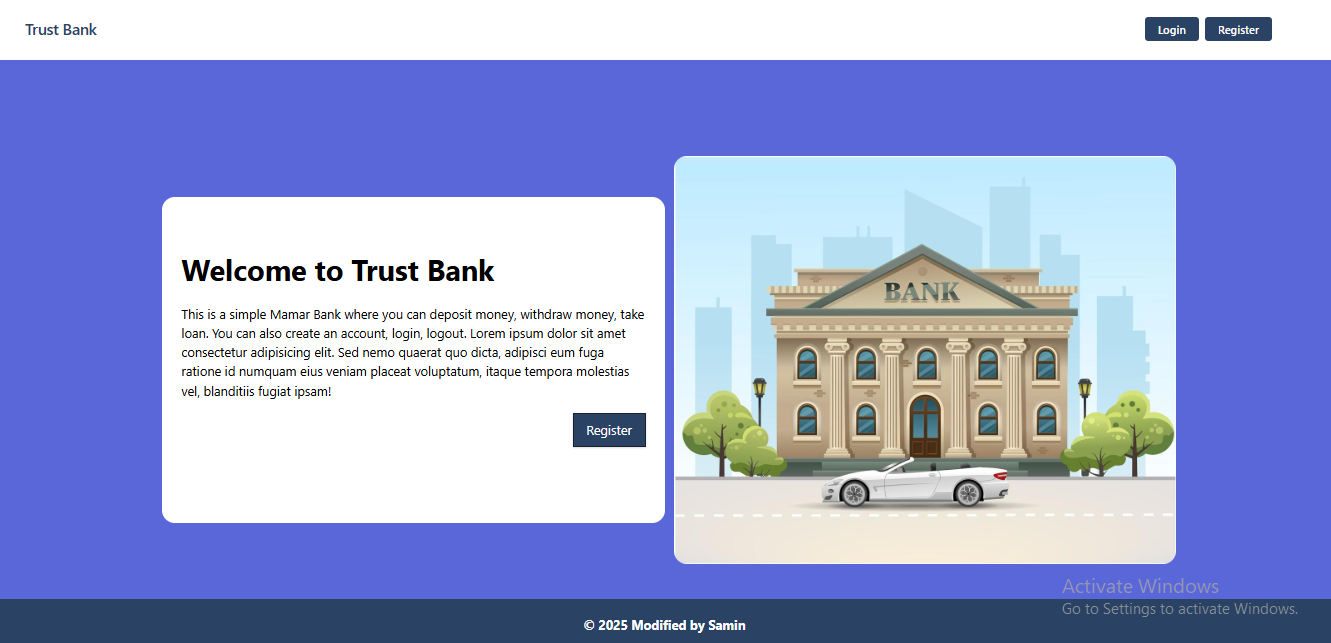 Trust Bank
Login
Register
Welcome to Trust Bank
This is a simple Mamar Bank where you can deposit money, withdraw money, take
loan. You can also create an account, login, logout. Lorem ipsum dolor sit amet
consectetur adipisicing elit. Sed nemo quaerat quo dicta, adipisci eum fuga
ratione id numquam eius veniam placeat voluptatum, itaque tempora molestias
vel, blanditiis fugiat ipsam!
Register
BANK
Activate Windows
Go to Settings to activate Windows.
© 2025 Modified by Samin